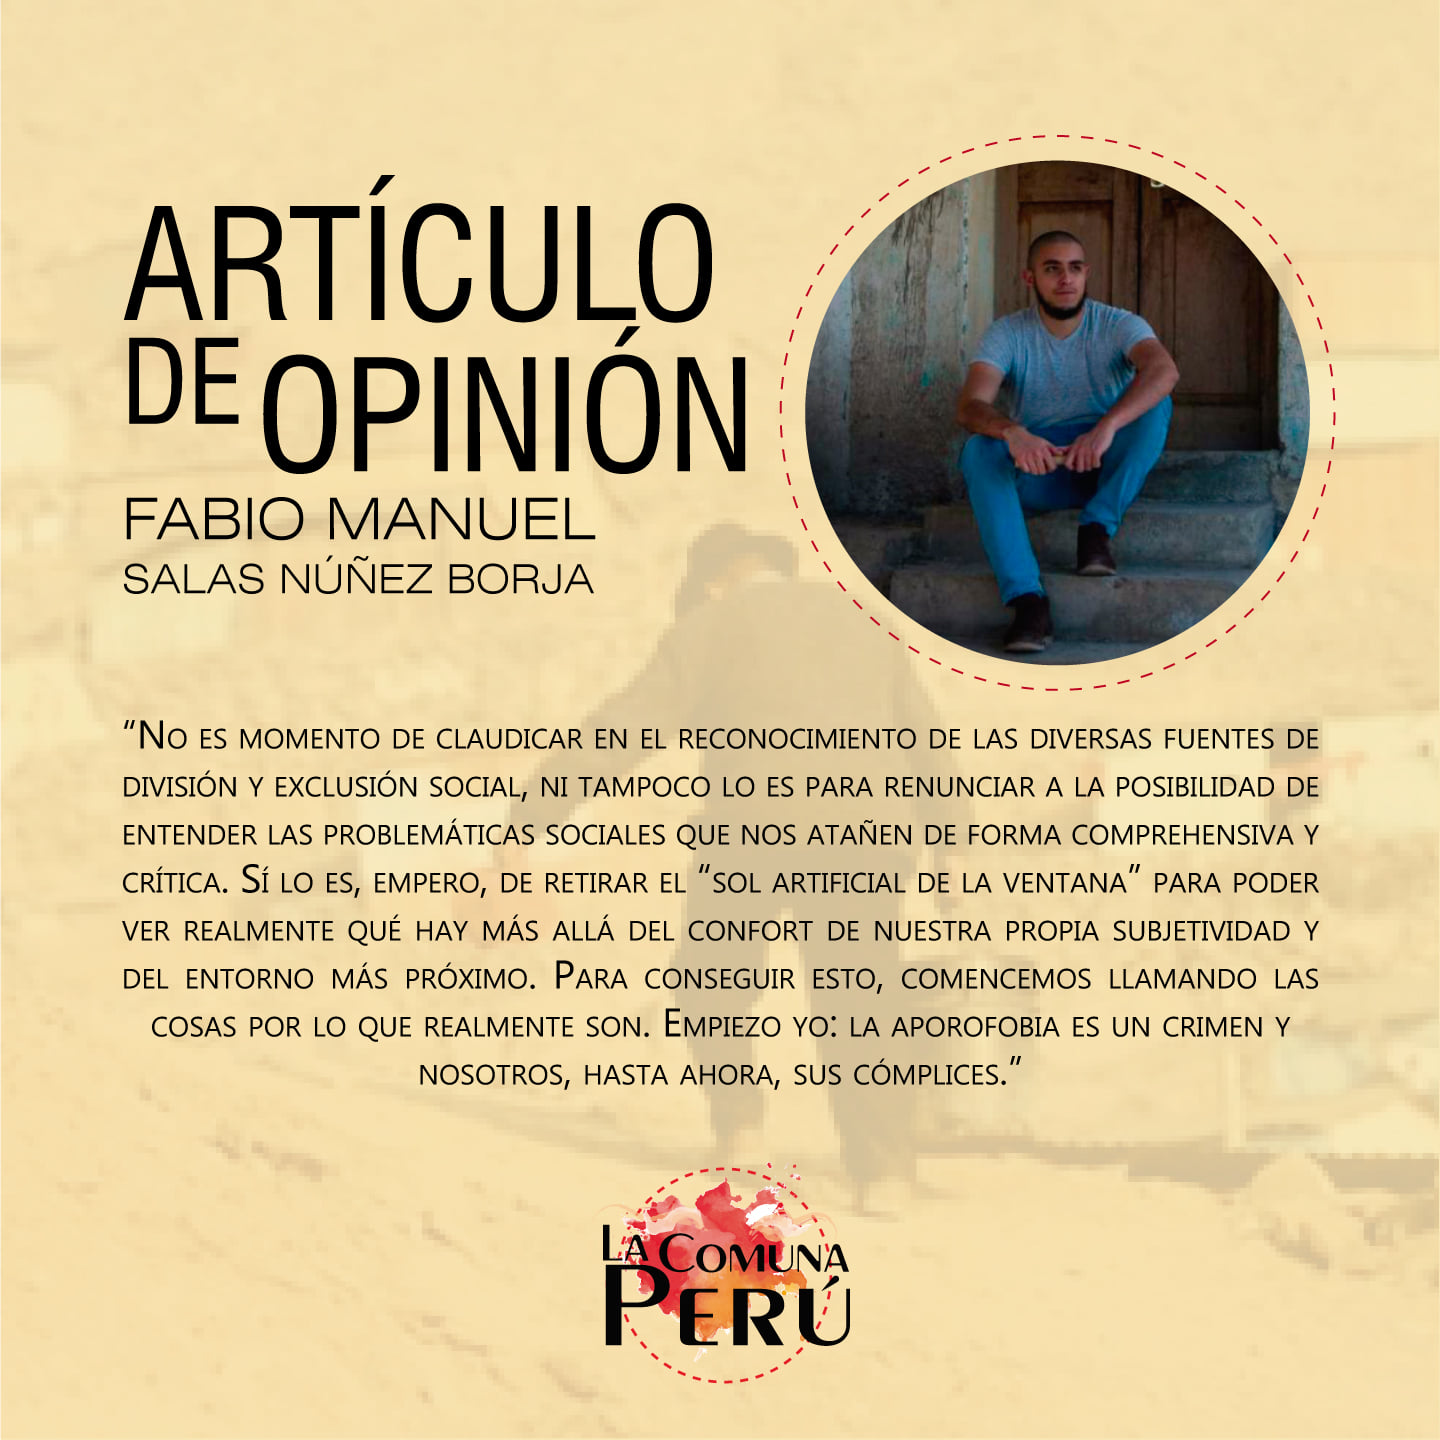 ARTÍCULO
DE OPINIÓN
FABIO MANUEL
SALAS NÚÑEZ BORJA
“No es momento de claudicar en el reconocimiento de las diversas fuentes de
división y exclusión social, ni tampoco lo es para renunciar a la posibilidad de
entender las problemáticas sociales que nos atañen de forma comprehensiva y
crítica. Sí lo es, empero, de retirar el “sol artificial de la ventana” para poder
ver realmente qué hay más allá del confort de nuestra propia subjetividad y
del entorno más próximo. Para conseguir esto, comencemos llamando las
cosas por lo que realmente son. Empiezo yo: la aporofobia es un crimen y
nosotros, hasta ahora, sus cómplices.”
La Comuna
Perú